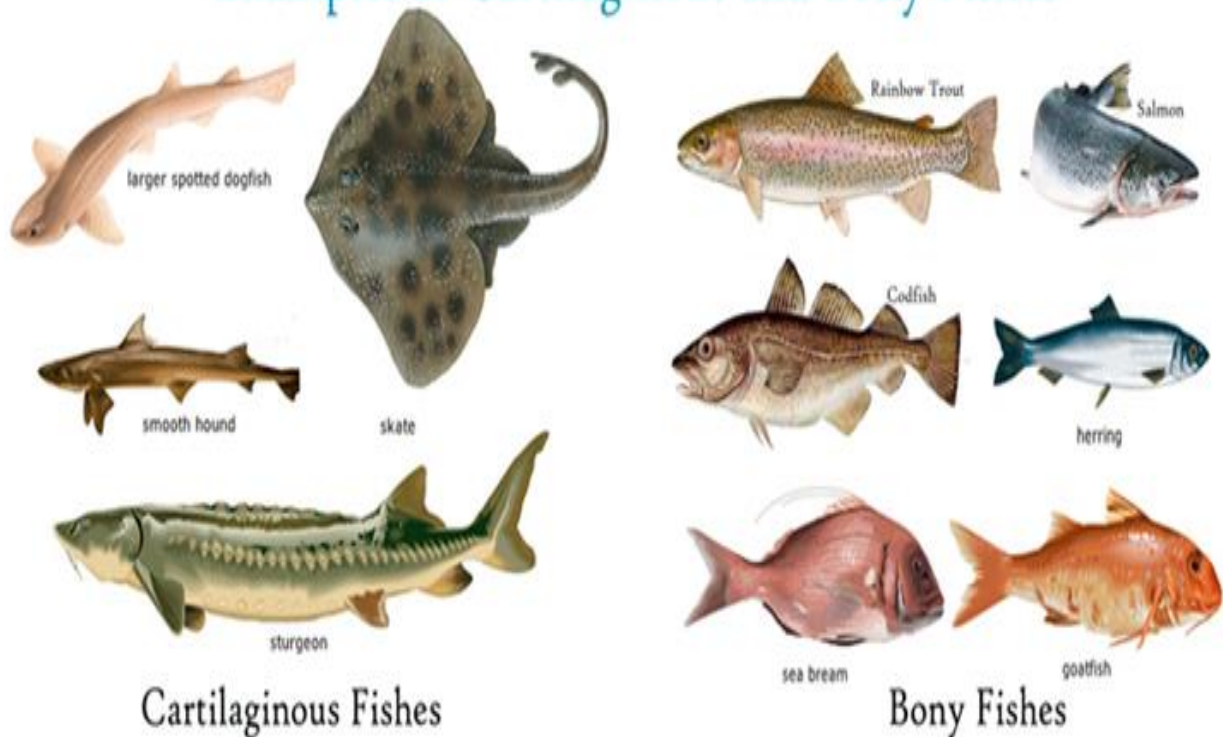 larger spotted dogfish
smooth hound
skate
sturgeon
Cartilaginous Fishes
Rainbow Trout
Salmon
Codfish
herring
sea bream
goatfish
Bony Fishes